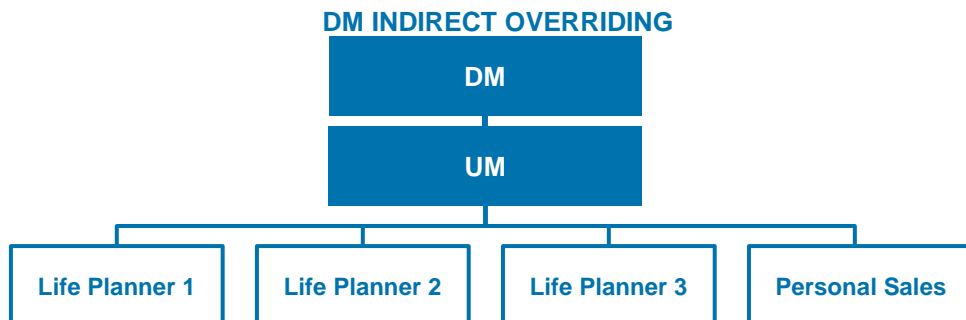 DM INDIRECT OVERRIDING
DM
UM
Life Planner 1 Life Planner 2 Life Planner 3 Personal Sales